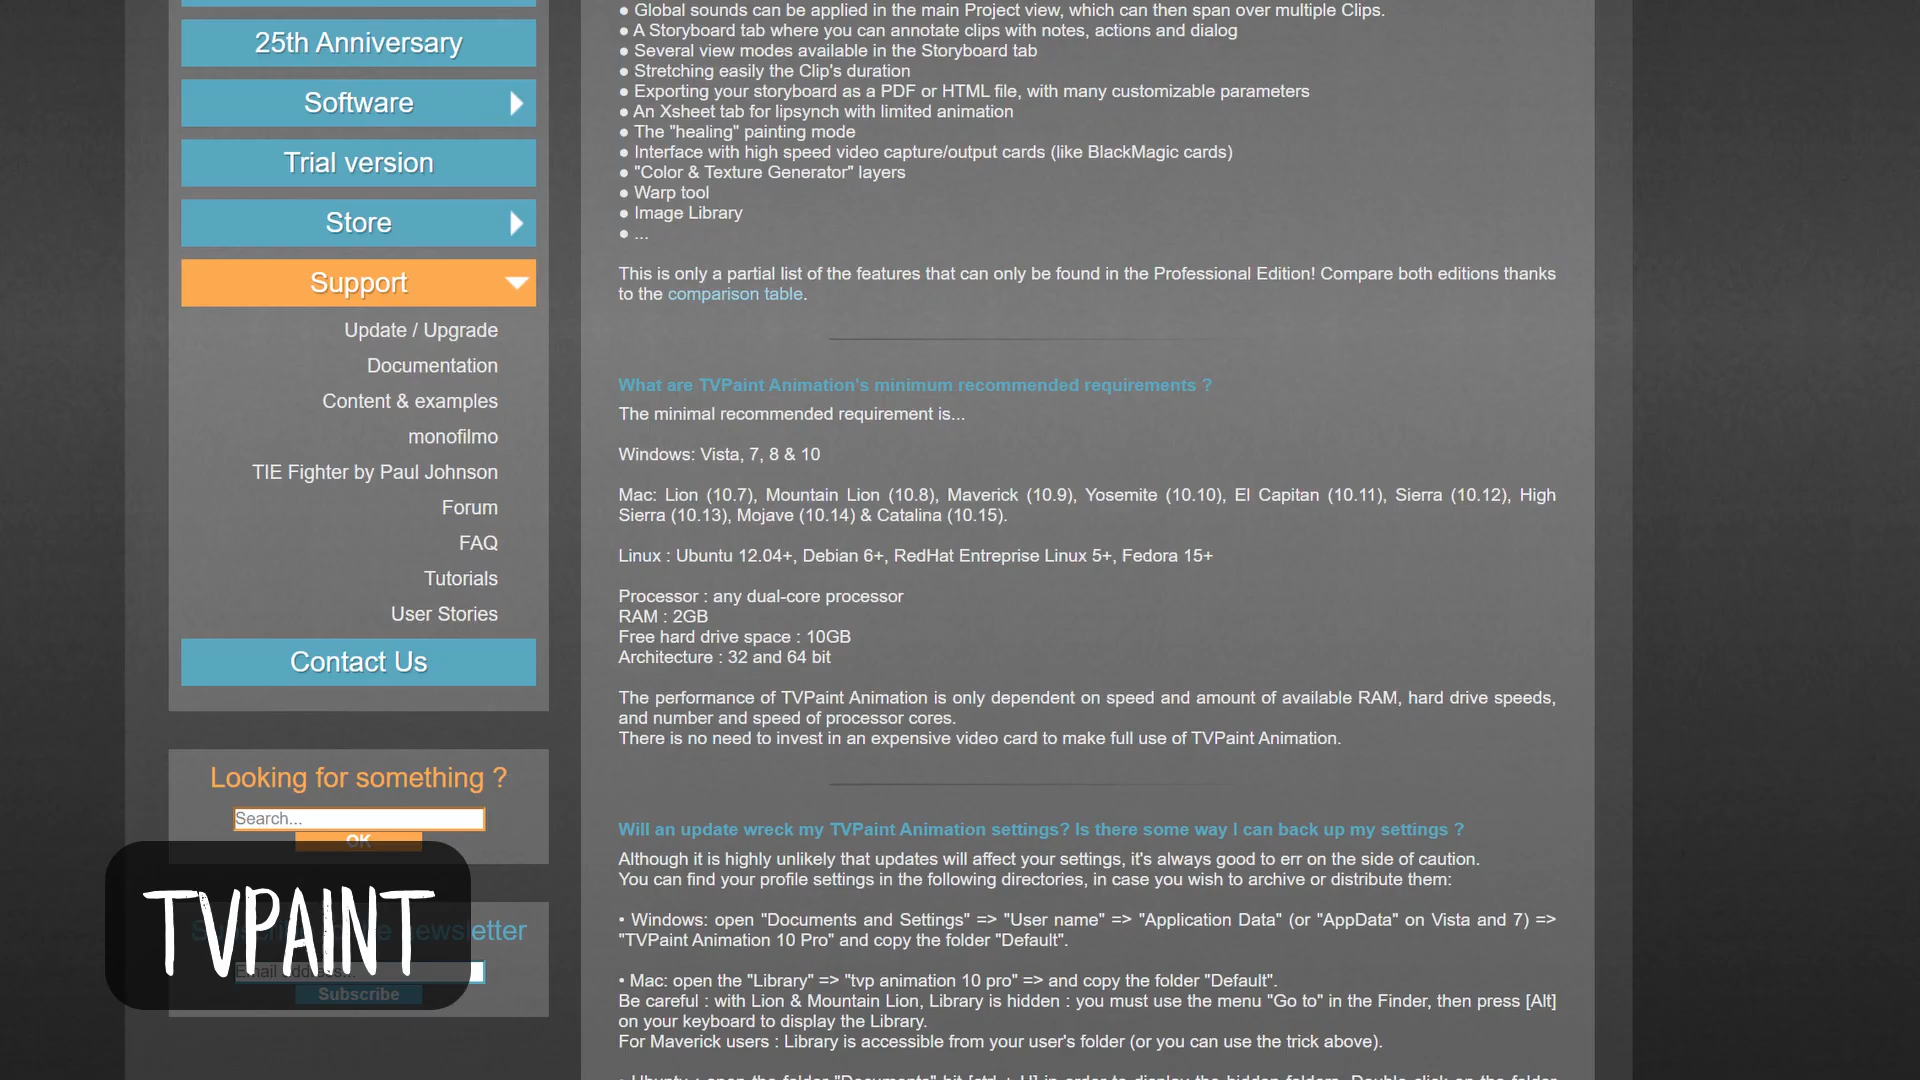 25th Anniversary
Software
Trial version
Store
Support
Update / Upgrade
Documentation
Content & examples
monofilmo
TIE Fighter by Paul Johnson
Forum
FAQ
Tutorials
User Stories
Contact Us
Looking for something ?
Search...
OK
TVPAINT
Email address...
Subscribe
● Global sounds can be applied in the main Project view, which can then span over multiple Clips.
● A Storyboard tab where you can annotate clips with notes, actions and dialog
● Several view modes available in the Storyboard tab
● Stretching easily the Clip's duration
● Exporting your storyboard as a PDF or HTML file, with many customizable parameters
● An Xsheet tab for lipsynch with limited animation
● The "healing" painting mode
● Interface with high speed video capture/output cards (like BlackMagic cards)
● "Color & Texture Generator" layers
● Warp tool
● Image Library
● ...
This is only a partial list of the features that can only be found in the Professional Edition! Compare both editions thanks
to the comparison table.
What are TVPaint Animation's minimum recommended requirements ?
The minimal recommended requirement is...
Windows: Vista, 7, 8 & 10
Mac: Lion (10.7), Mountain Lion (10.8), Maverick (10.9), Yosemite (10.10), El Capitan (10.11), Sierra (10.12), High
Sierra (10.13), Mojave (10.14) & Catalina (10.15).
Linux : Ubuntu 12.04+, Debian 6+, RedHat Entreprise Linux 5+, Fedora 15+
Processor : any dual-core processor
RAM : 2GB
Free hard drive space : 10GB
Architecture : 32 and 64 bit
The performance of TVPaint Animation is only dependent on speed and amount of available RAM, hard drive speeds,
and number and speed of processor cores.
There is no need to invest in an expensive video card to make full use of TVPaint Animation.
Will an update wreck my TVPaint Animation settings? Is there some way I can back up my settings ?
Although it is highly unlikely that updates will affect your settings, it's always good to err on the side of caution.
You can find your profile settings in the following directories, in case you wish to archive or distribute them:
• Windows: open "Documents and Settings" => "User name" => "Application Data" (or "AppData" on Vista and 7) =>
"TVPaint Animation 10 Pro" and copy the folder "Default".
• Mac: open the "Library" => "tvp animation 10 pro" => and copy the folder "Default".
Be careful : with Lion & Mountain Lion, Library is hidden : you must use the menu "Go to" in the Finder, then press [Alt]
on your keyboard to display the Library.
For Maverick users : Library is accessible from your user's folder (or you can use the trick above).
• Ubuntu : open the folder "Documents" hit [ctrl + H] in order to display the hidden folders. Double click on the folder